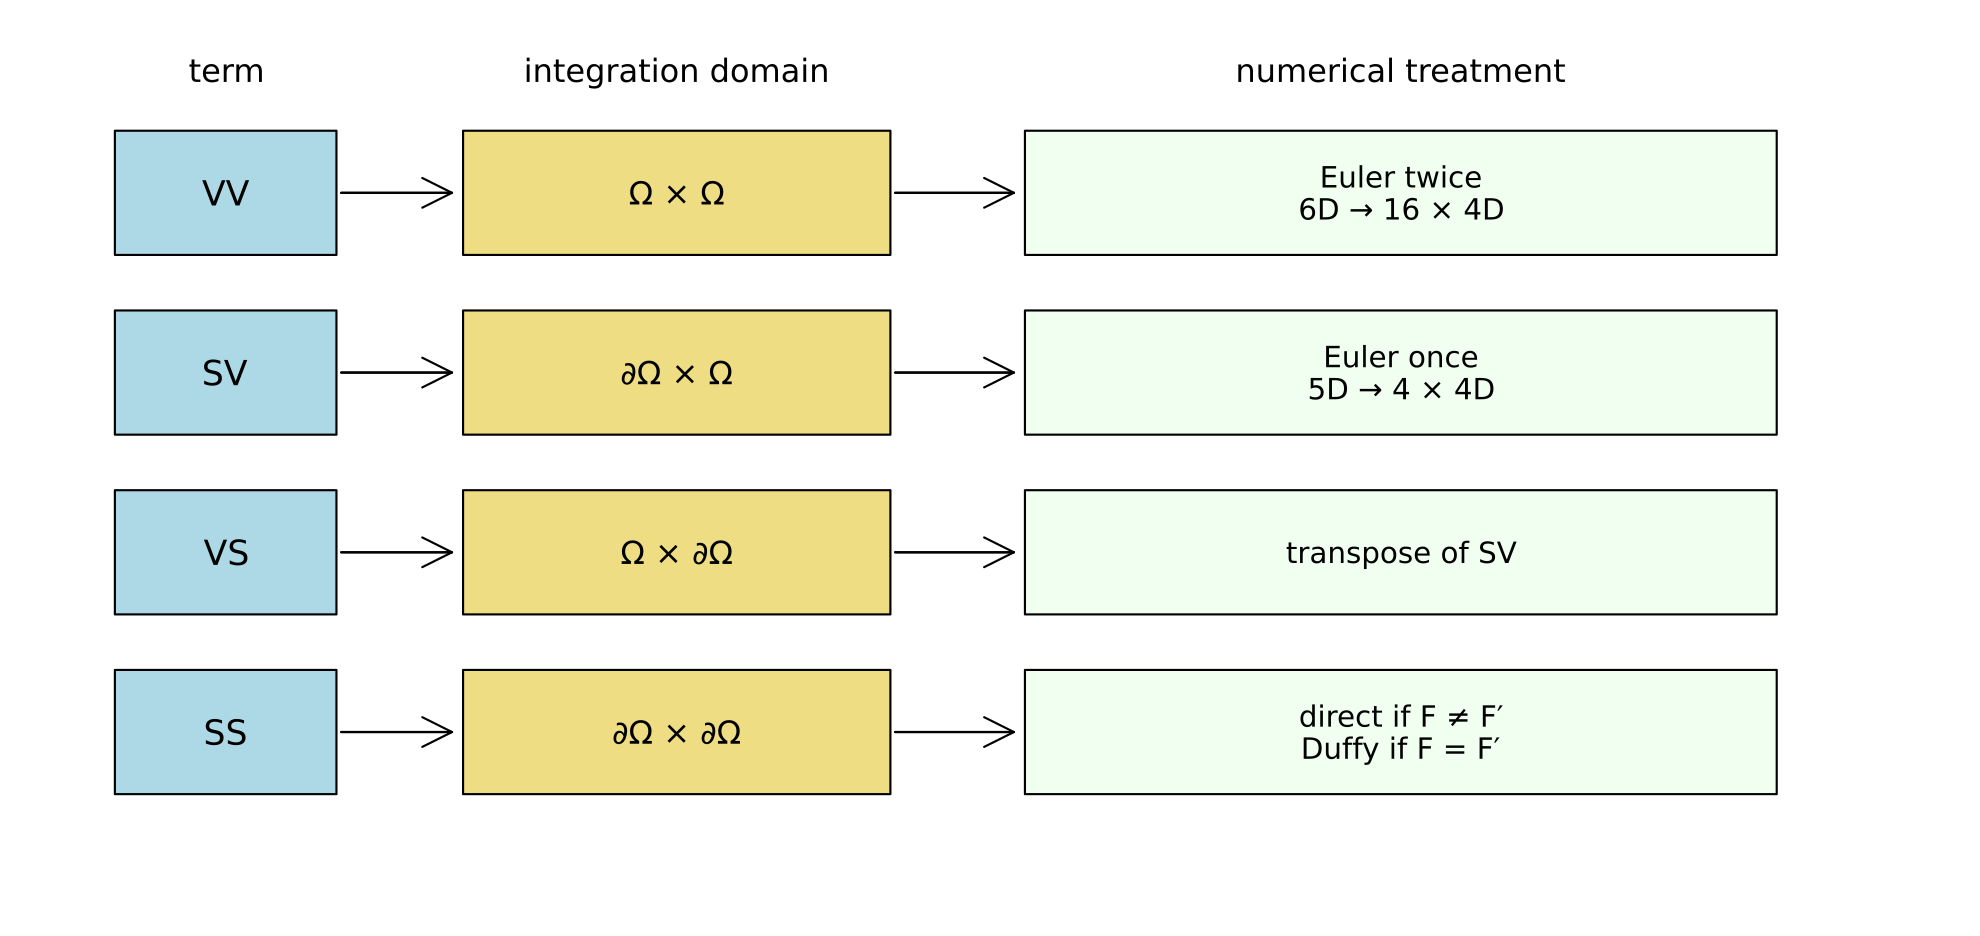 term
integration domain
numerical treatment
VV
Ω × Ω
Euler twice
6D → 16 × 4D
SV
∂Ω × Ω
Euler once
5D → 4 × 4D
VS
Ω × ∂Ω
transpose of SV
SS
∂Ω × ∂Ω
direct if F ≠ F′
Duffy if F = F′